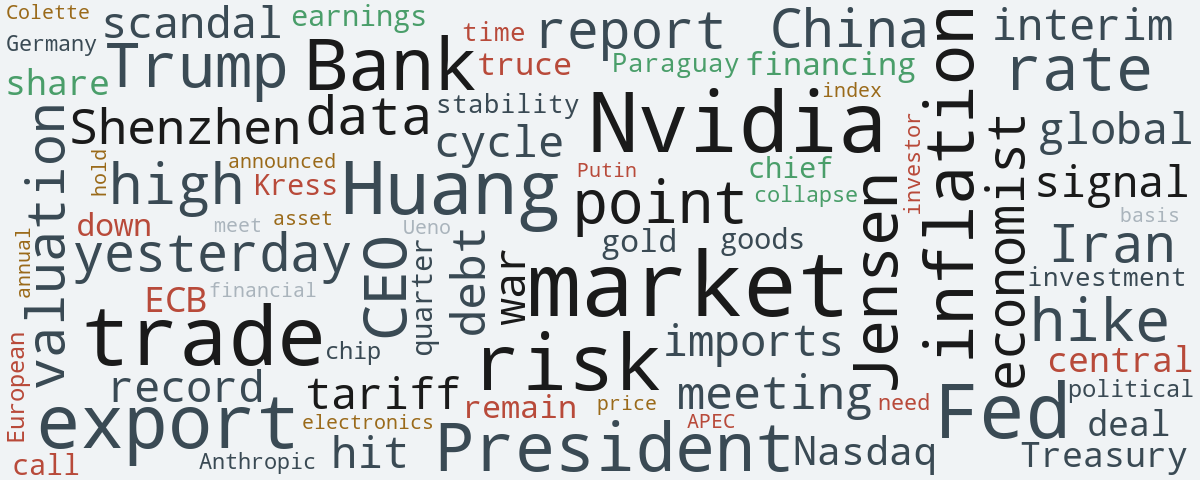 Colette
scandal
earnings
time
report
China
interim
Germany
Trump
Bank
truce
Paraguay
financing
rate
share
index
Shenzhen
data
stability
Nvidia
inflation
global
cycle
valuation
hold
announced
high
Kress
Huang
Putin
chief
collapse
investor
economist
signal
point
down
meet
asset
Ueno
basis
annual
yesterday
CEO
quarter
debt
war
gold
goods
Jensen
Iran
ECB
financial
market
investment
trade
chip
risk
imports
hike
European
record
tariff
central
export
electronics
remain
price
meeting
need
Fed
political
APEC
deal
call
Anthropic
hit
President
Nasdaq
Treasury